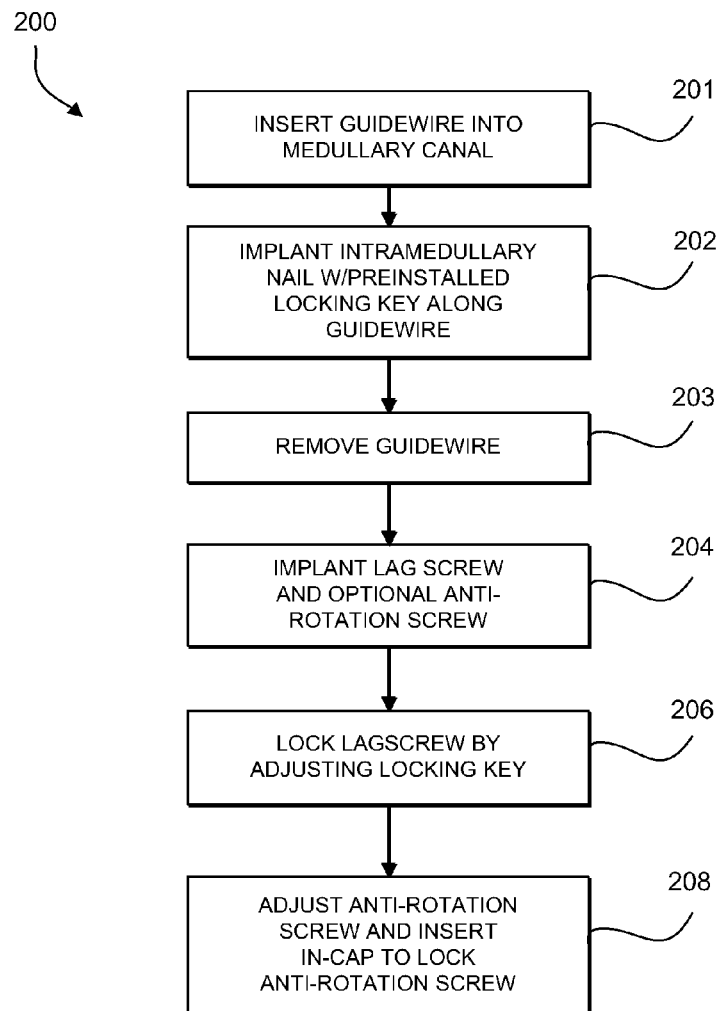 200
201
INSERT GUIDEWIRE INTO
MEDULLARY CANAL
202
IMPLANT INTRAMEDULLARY
NAIL W/PREINSTALLED
LOCKING KEY ALONG
GUIDEWIRE
203
REMOVE GUIDEWIRE
204
IMPLANT LAG SCREW
AND OPTIONAL ANTI-
ROTATION SCREW
206
LOCK LAGSCREW BY
ADJUSTING LOCKING KEY
208
ADJUST ANTI-ROTATION
SCREW AND INSERT
IN-CAP TO LOCK
ANTI-ROTATION SCREW